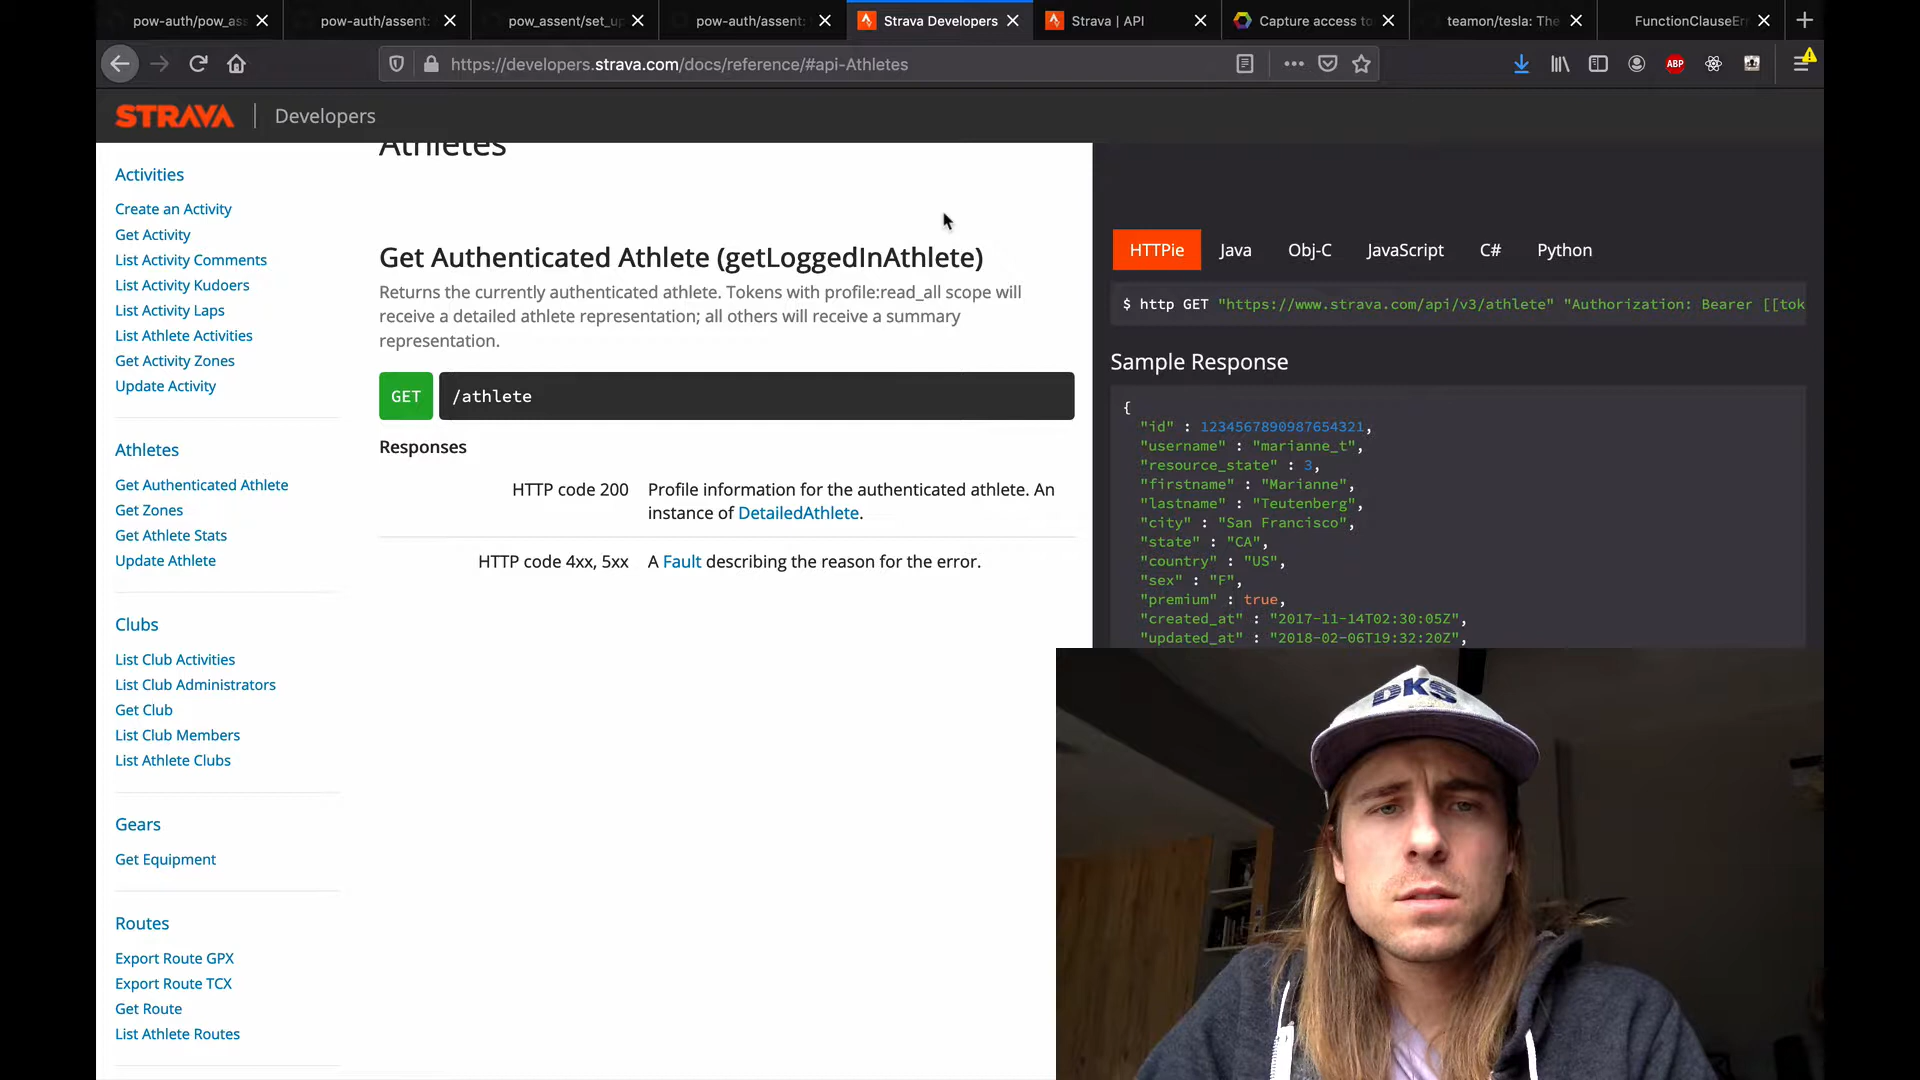 pow-auth/pow_as
pow-auth/assent:
pow_assent/set_up
pow-auth/assent:
Strava Developers
Strava | API
Capture access to
teamon/tesla: The
FunctionClauseErr
https://developers.strava.com/docs/reference/#api-Athletes
ABP
STRAVA | Developers
Athletes
Activities
Create an Activity
Get Activity
List Activity Comments
List Activity Kudoers
List Activity Laps
List Athlete Activities
Get Activity Zones
Update Activity
Athletes
Get Authenticated Athlete
Get Zones
Get Athlete Stats
Update Athlete
Clubs
List Club Activities
List Club Administrators
Get Club
List Club Members
List Athlete Clubs
Gears
Get Equipment
Routes
Export Route GPX
Export Route TCX
Get Route
List Athlete Routes
Get Authenticated Athlete (getLoggedInAthlete)
Returns the currently authenticated athlete. Tokens with profile:read_all scope will
receive a detailed athlete representation; all others will receive a summary
representation.
GET /athlete
Responses
HTTP code 200 Profile information for the authenticated athlete. An
instance of DetailedAthlete.
HTTP code 4xx, 5xx A Fault describing the reason for the error.
HTTPie Java Obj-C JavaScript C# Python
$ http GET "https://www.strava.com/api/v3/athlete" "Authorization: Bearer [[tok
Sample Response
{
"id" : 1234567890987654321,
"username" : "marianne_t",
"resource_state" : 3,
"firstname" : "Marianne",
"lastname" : "Teutenberg",
"city" : "San Francisco",
"state" : "CA",
"country" : "US",
"sex" : "F",
"premium" : true,
"created_at" : "2017-11-14T02:30:05Z",
"updated_at" : "2018-02-06T19:32:20Z",
DKS